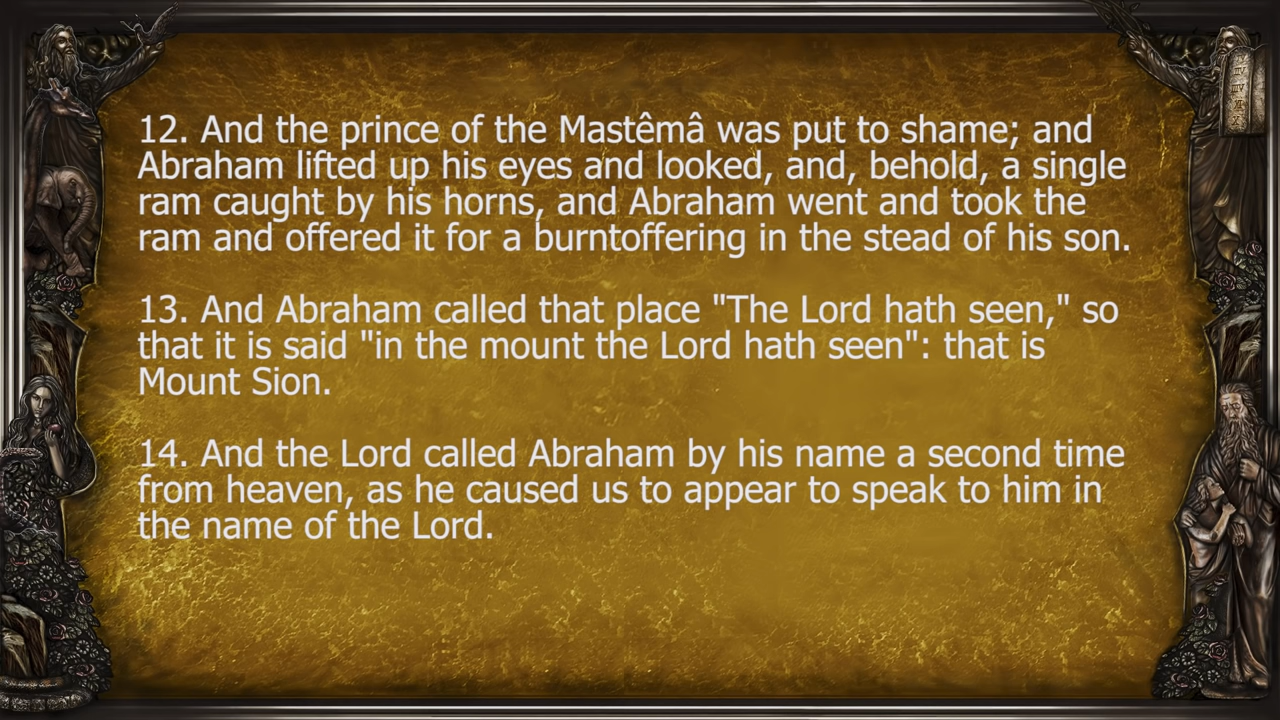 12. And the prince of the Mastêmâ was put to shame; and
Abraham lifted up his eyes and looked, and, behold, a single
ram caught by his horns, and Abraham went and took the
ram and offered it for a burntoffering in the stead of his son.
13. And Abraham called that place "The Lord hath seen," so
that it is said "in the mount the Lord hath seen": that is
Mount Sion.
14. And the Lord called Abraham by his name a second time
from heaven, as he caused us to appear to speak to him in
the name of the Lord.